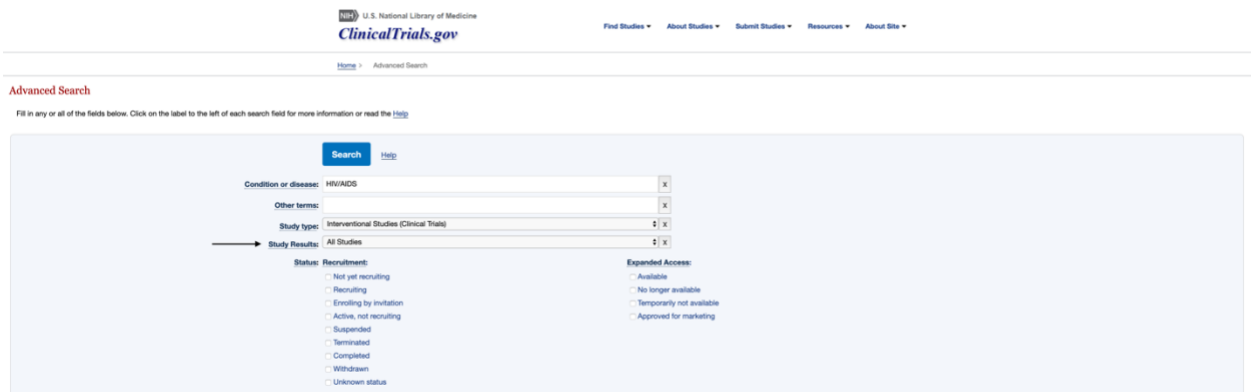 NIH U.S. National Library of Medicine
ClinicalTrials.gov
Find Studies ▾ About Studies ▾ Submit Studies ▾ Resources ▾ About Site ▾
Home > Advanced Search
Advanced Search
Fill in any or all of the fields below. Click on the label to the left of each search field for more information or read the Help
Search Help
Condition or disease: HIV/AIDS x
Other terms: x
Study type: Interventional Studies (Clinical Trials) x
Study Results: All Studies x
Status: Recruitment: Expanded Access:
Not yet recruiting Available
Recruiting No longer available
Enrolling by invitation Temporarily not available
Active, not recruiting Approved for marketing
Suspended
Terminated
Completed
Withdrawn
Unknown status